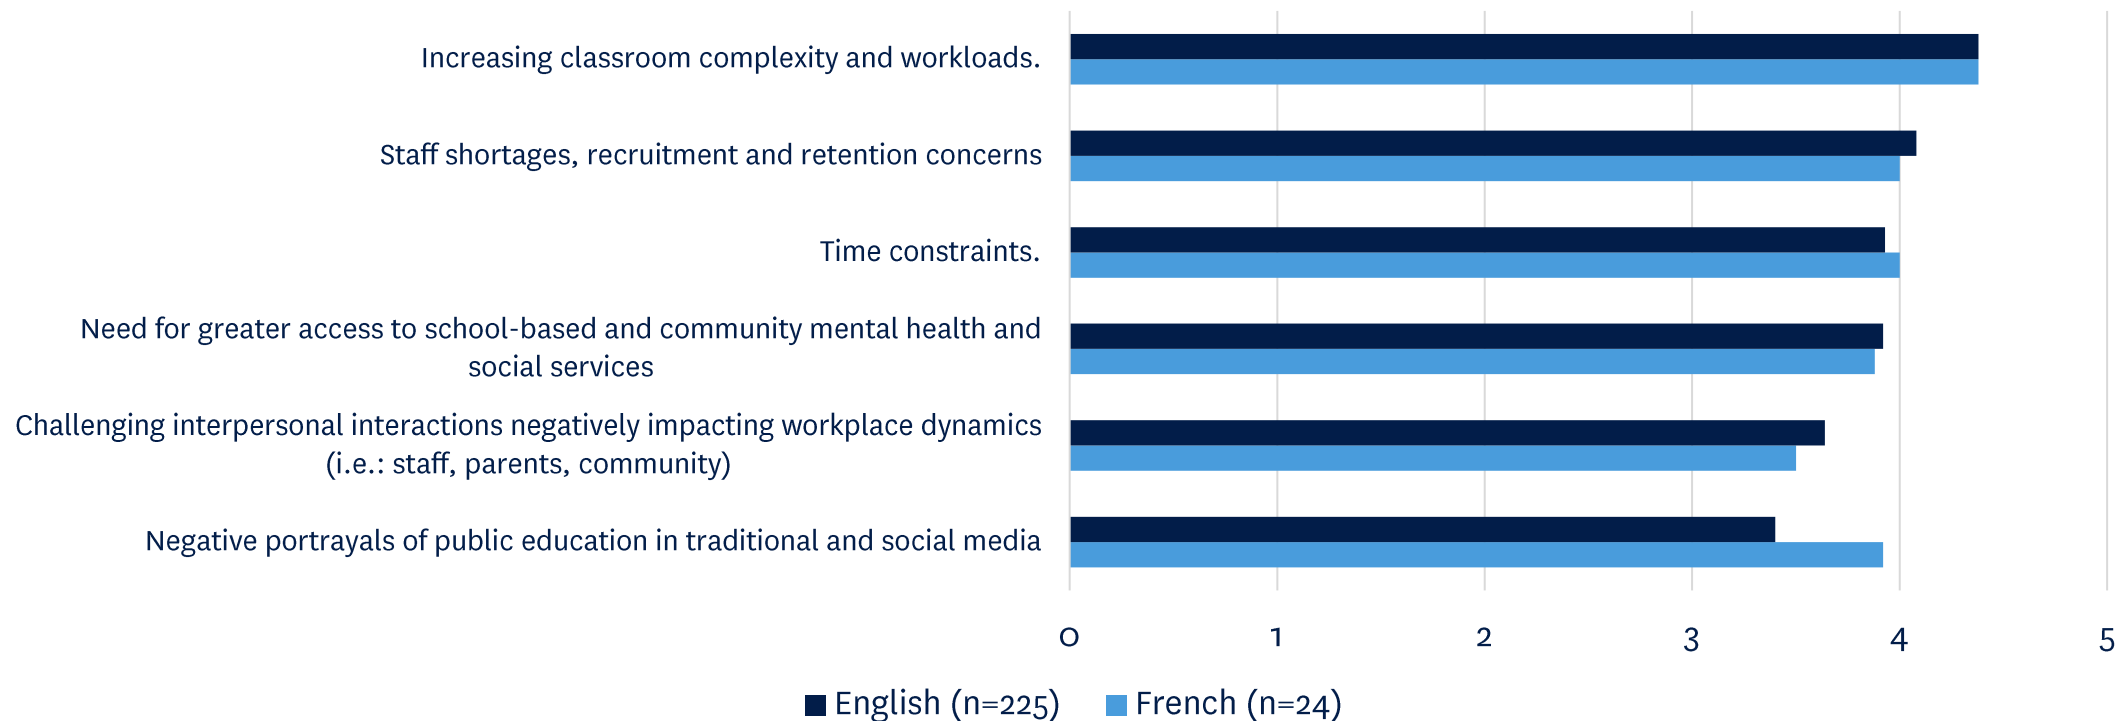 Increasing classroom complexity and workloads.
Staff shortages, recruitment and retention concerns
Time constraints.
Need for greater access to school-based and community mental health and
social services
Challenging interpersonal interactions negatively impacting workplace dynamics
(i.e.: staff, parents, community)
Negative portrayals of public education in traditional and social media
0 1 2 3 4 5
English (n=225) French (n=24)